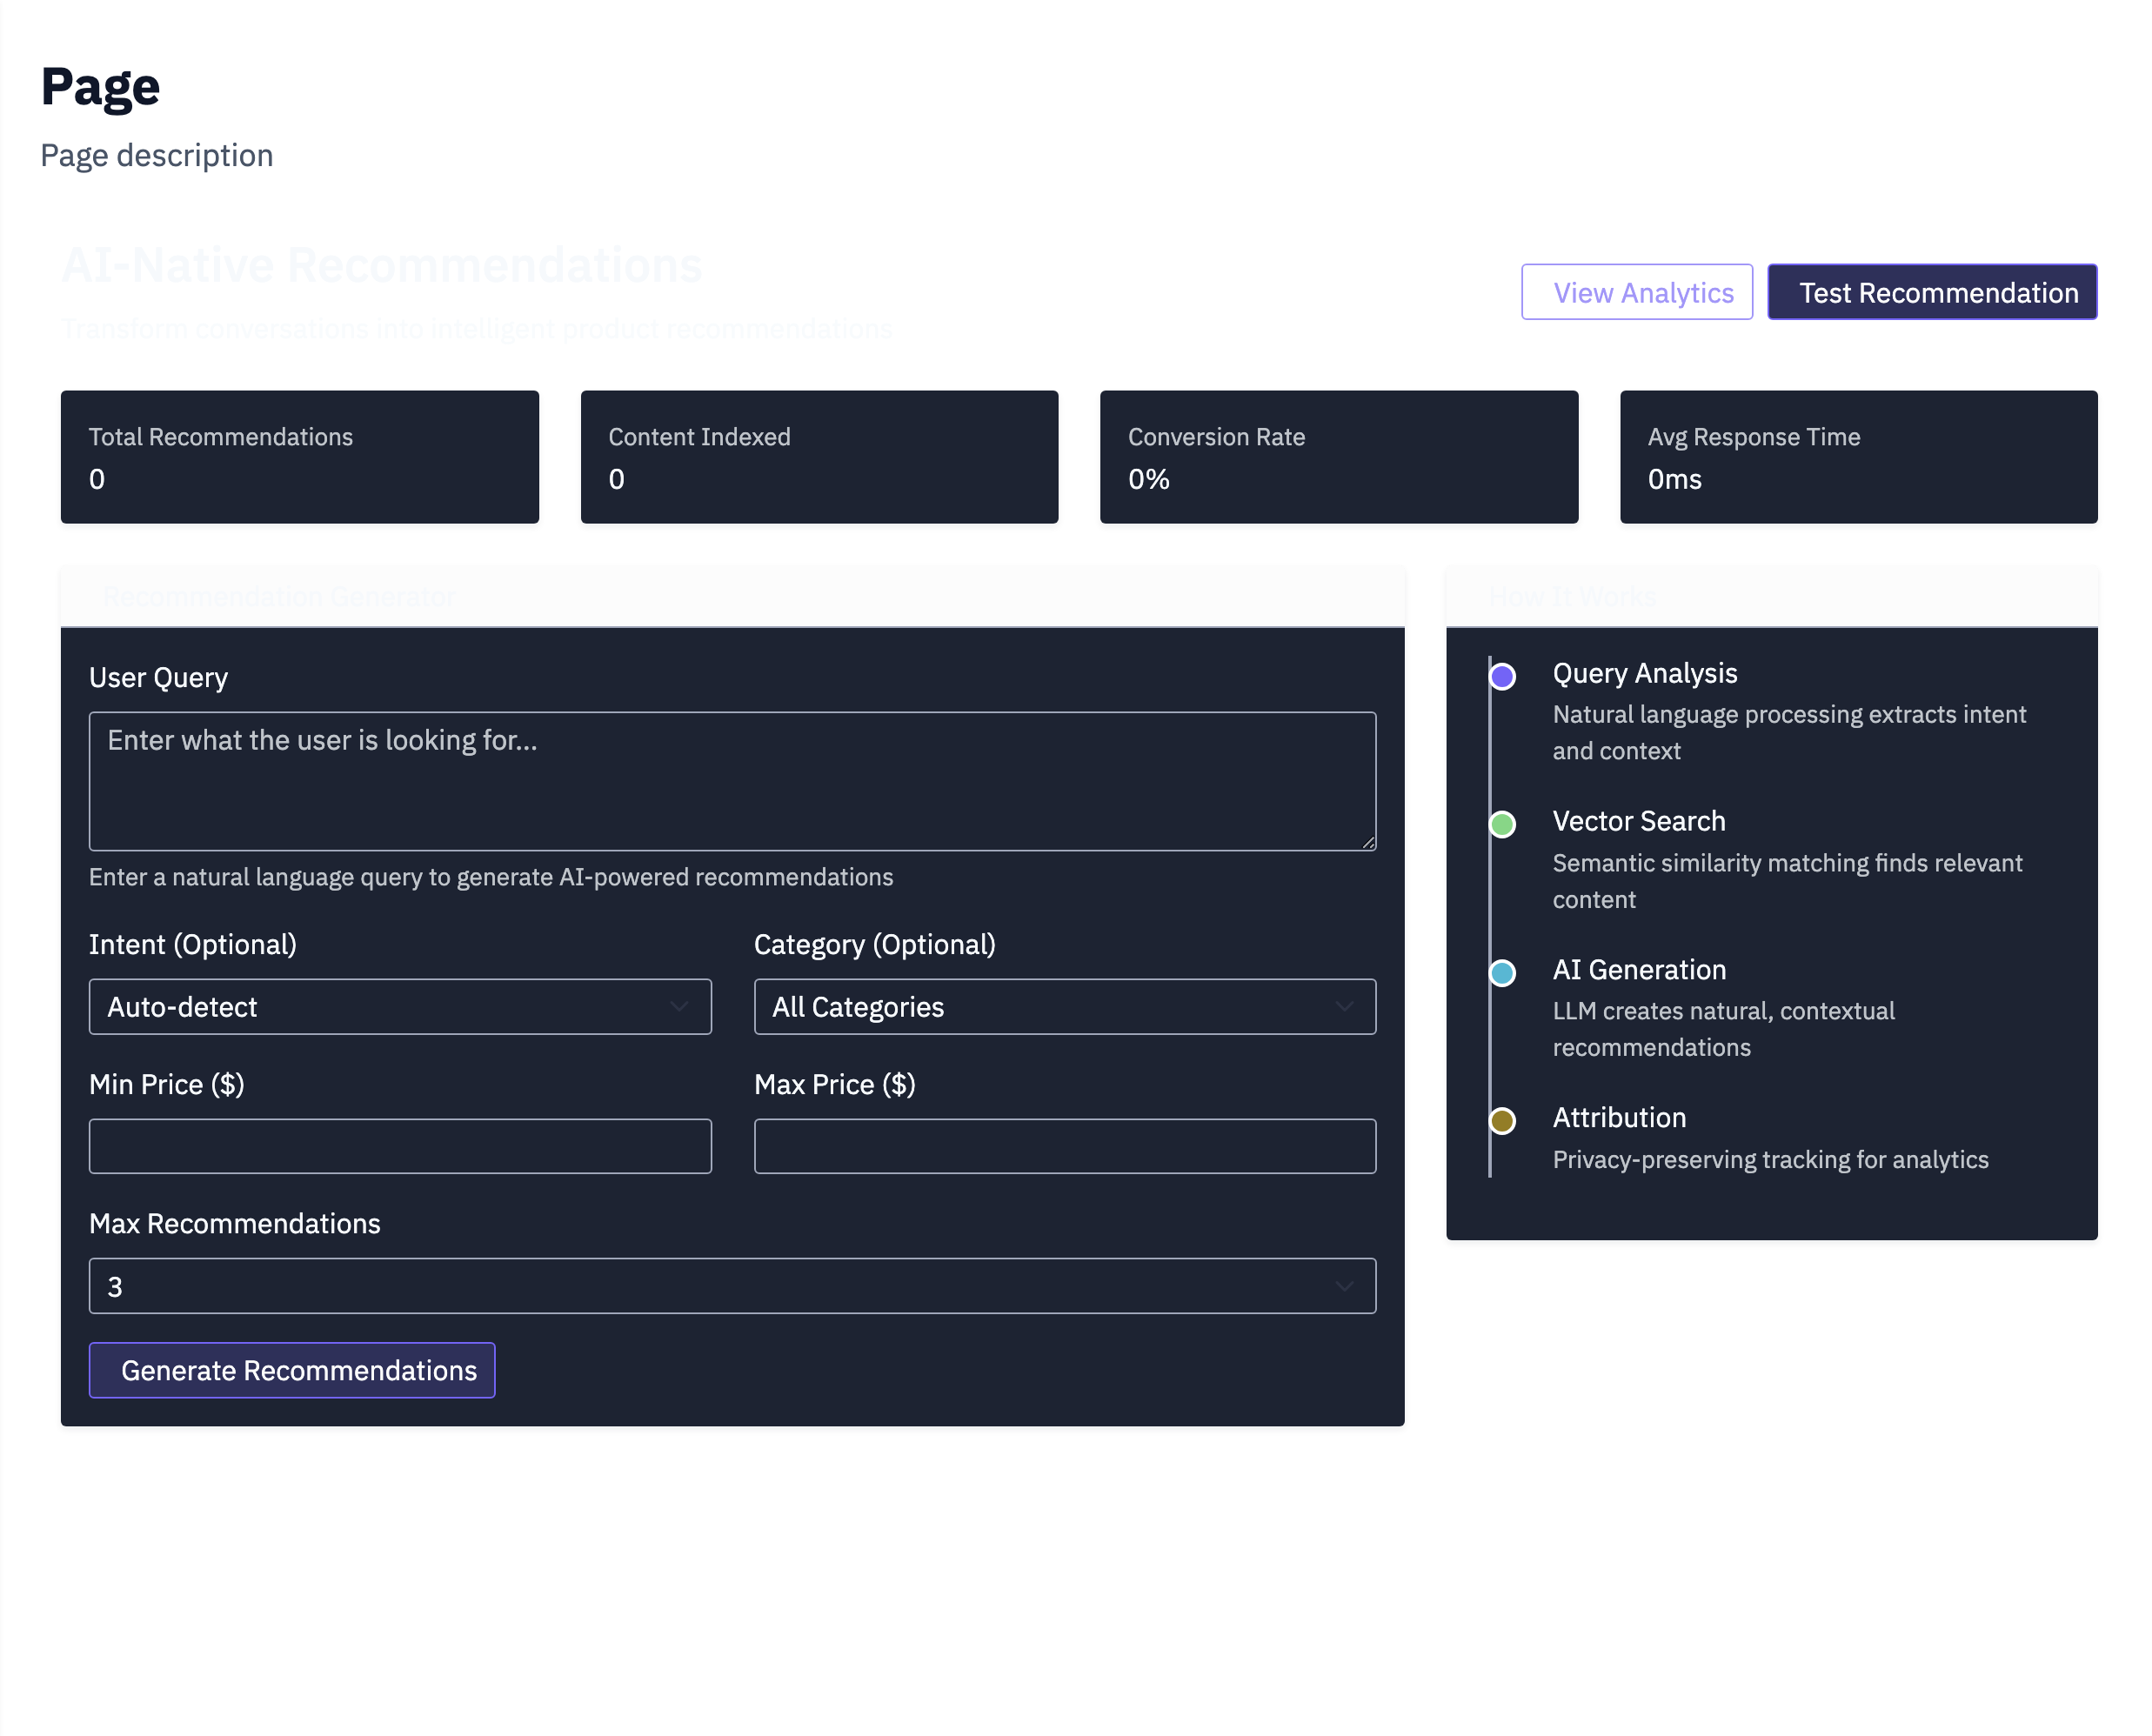 Page
Page description
AI-Native Recommendations
Transform conversations into intelligent product recommendations
View Analytics
Test Recommendation
Total Recommendations
0
Content Indexed
0
Conversion Rate
0%
Avg Response Time
0ms
Recommendation Generator
User Query
Enter what the user is looking for...
Enter a natural language query to generate AI-powered recommendations
Intent (Optional)
Auto-detect
Category (Optional)
All Categories
Min Price ($)
Max Price ($)
Max Recommendations
3
Generate Recommendations
How It Works
Query Analysis
Natural language processing extracts intent
and context
Vector Search
Semantic similarity matching finds relevant
content
AI Generation
LLM creates natural, contextual
recommendations
Attribution
Privacy-preserving tracking for analytics